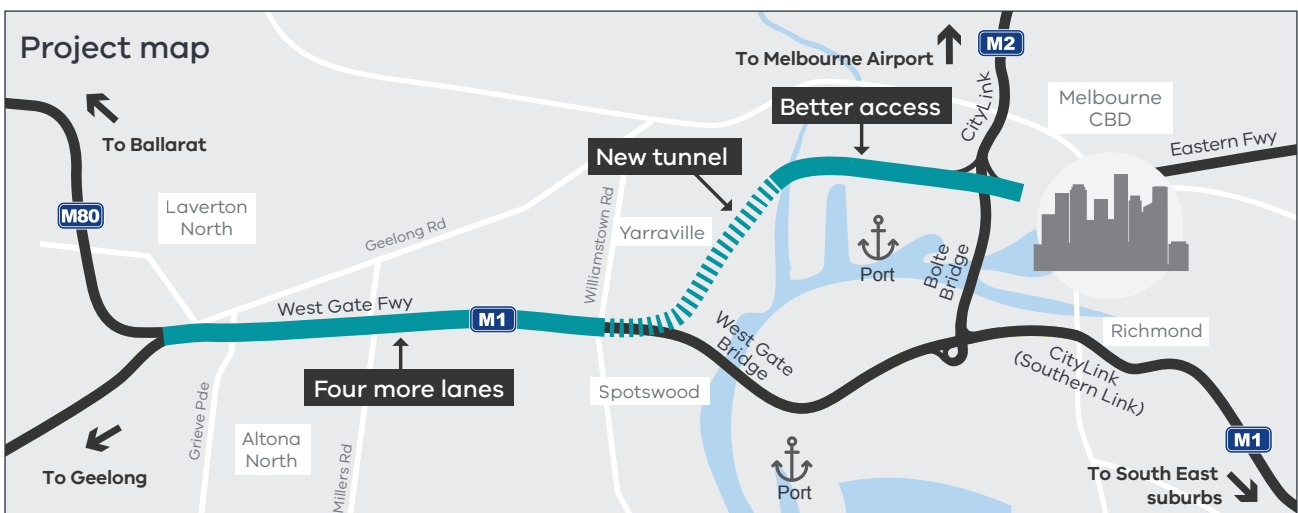 Project map
To Melbourne Airport
M2
CityLink
Melbourne
CBD
Better access
Eastern Fwy
To Ballarat
New tunnel
M80
Laverton
North
Geelong Rd
Williamstown Rd
Yarraville
Port
Bolte
Bridge
West Gate Fwy
M1
West Gate
Bridge
Richmond
CityLink
(Southern Link)
Four more lanes
Spotswood
Grieve Pde
Altona
North
Millers Rd
To Geelong
Port
M1
To South East
suburbs